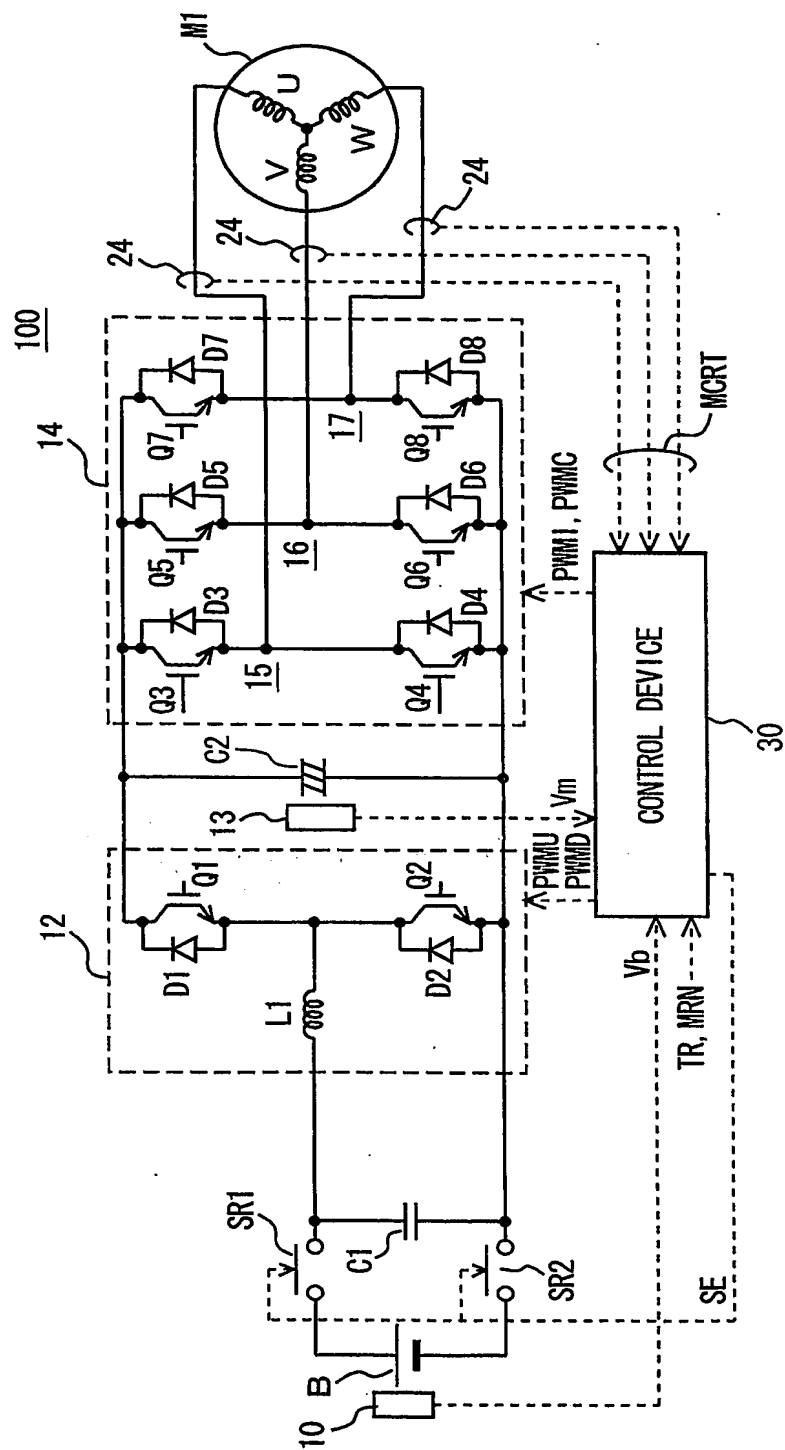 100
M1
U
V
W
24
24
24
14
12
Q7
D7
Q5
D5
Q3
D3
17
16
15
Q8
D8
Q6
D6
Q4
D4
C2
13
Q1
D1
Q2
D2
L1
SR1
C1
SR2
B
10
MCRT
PWMI, PWMC
Vm
PWMU
PWMD
Vb
TR, MRN
SE
CONTROL DEVICE
30